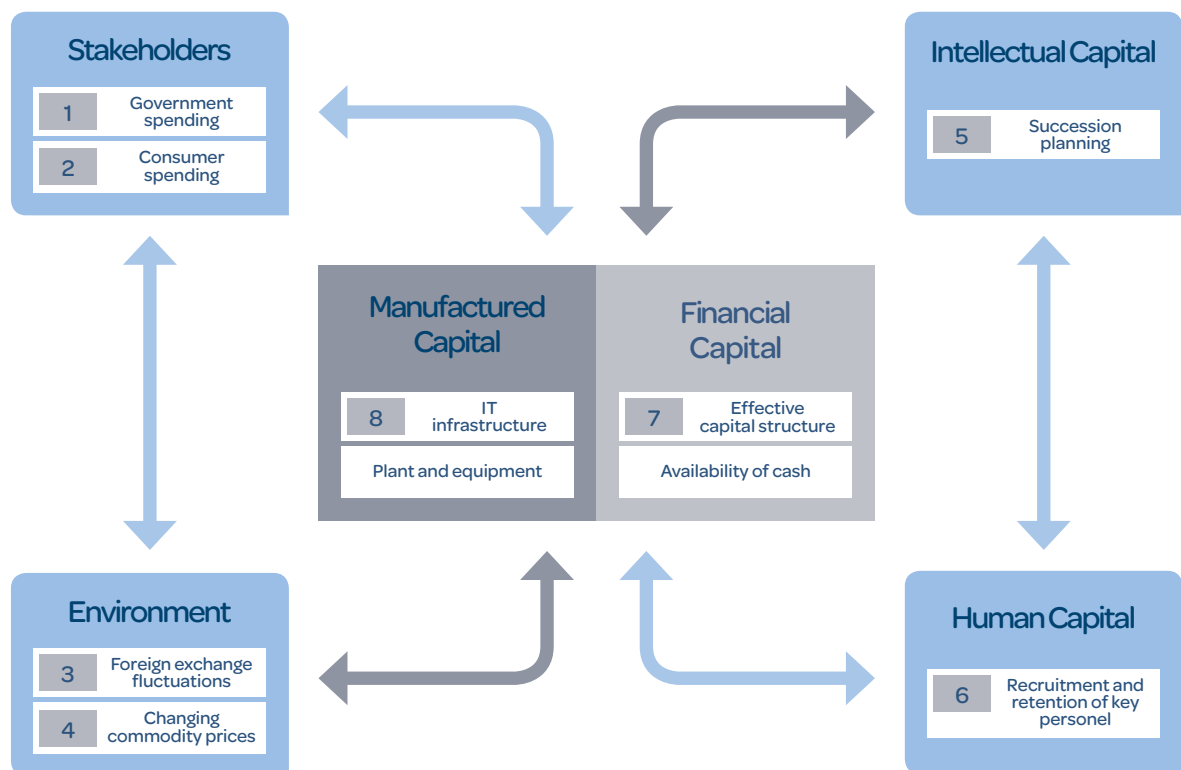 Stakeholders
1 Government
spending
2 Consumer
spending
Intellectual Capital
5 Succession
planning
Manufactured
Capital
8 IT
infrastructure
Plant and equipment
Financial
Capital
7 Effective
capital structure
Availability of cash
Environment
3 Foreign exchange
fluctuations
4 Changing
commodity prices
Human Capital
6 Recruitment and
retention of key
personel